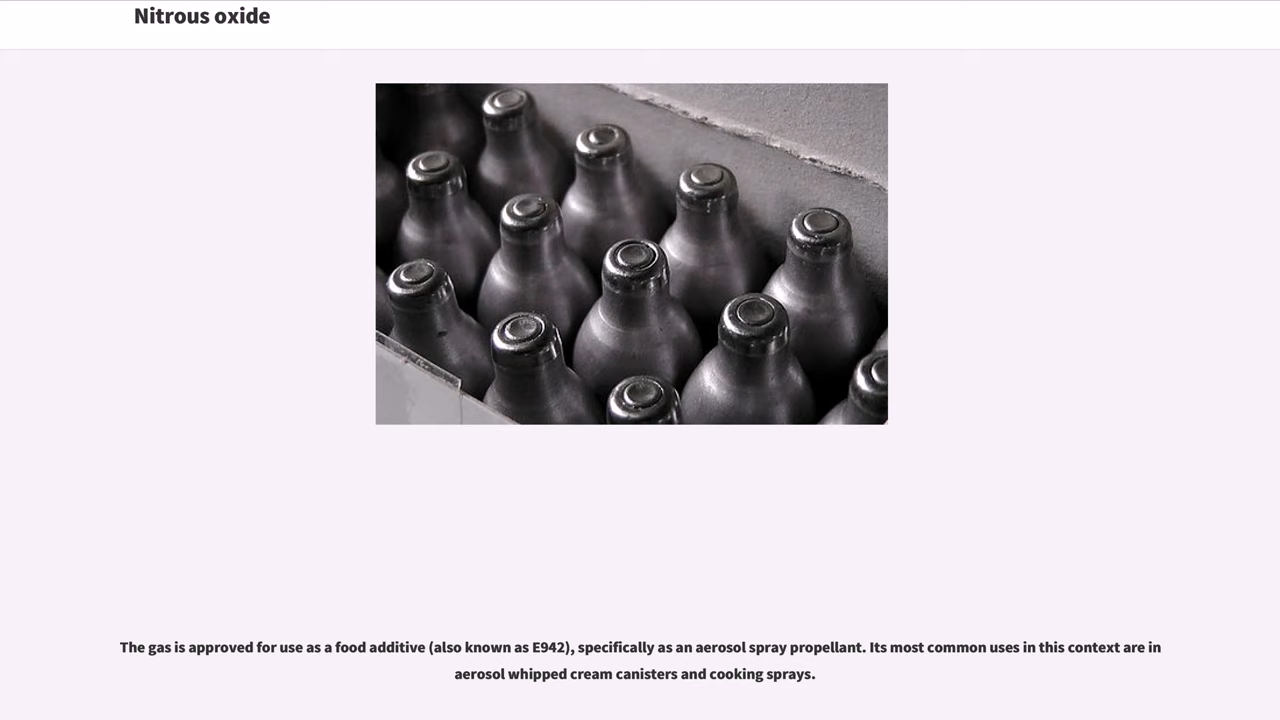 Nitrous oxide
The gas is approved for use as a food additive (also known as E942), specifically as an aerosol spray propellant. Its most common uses in this context are in
aerosol whipped cream canisters and cooking sprays.